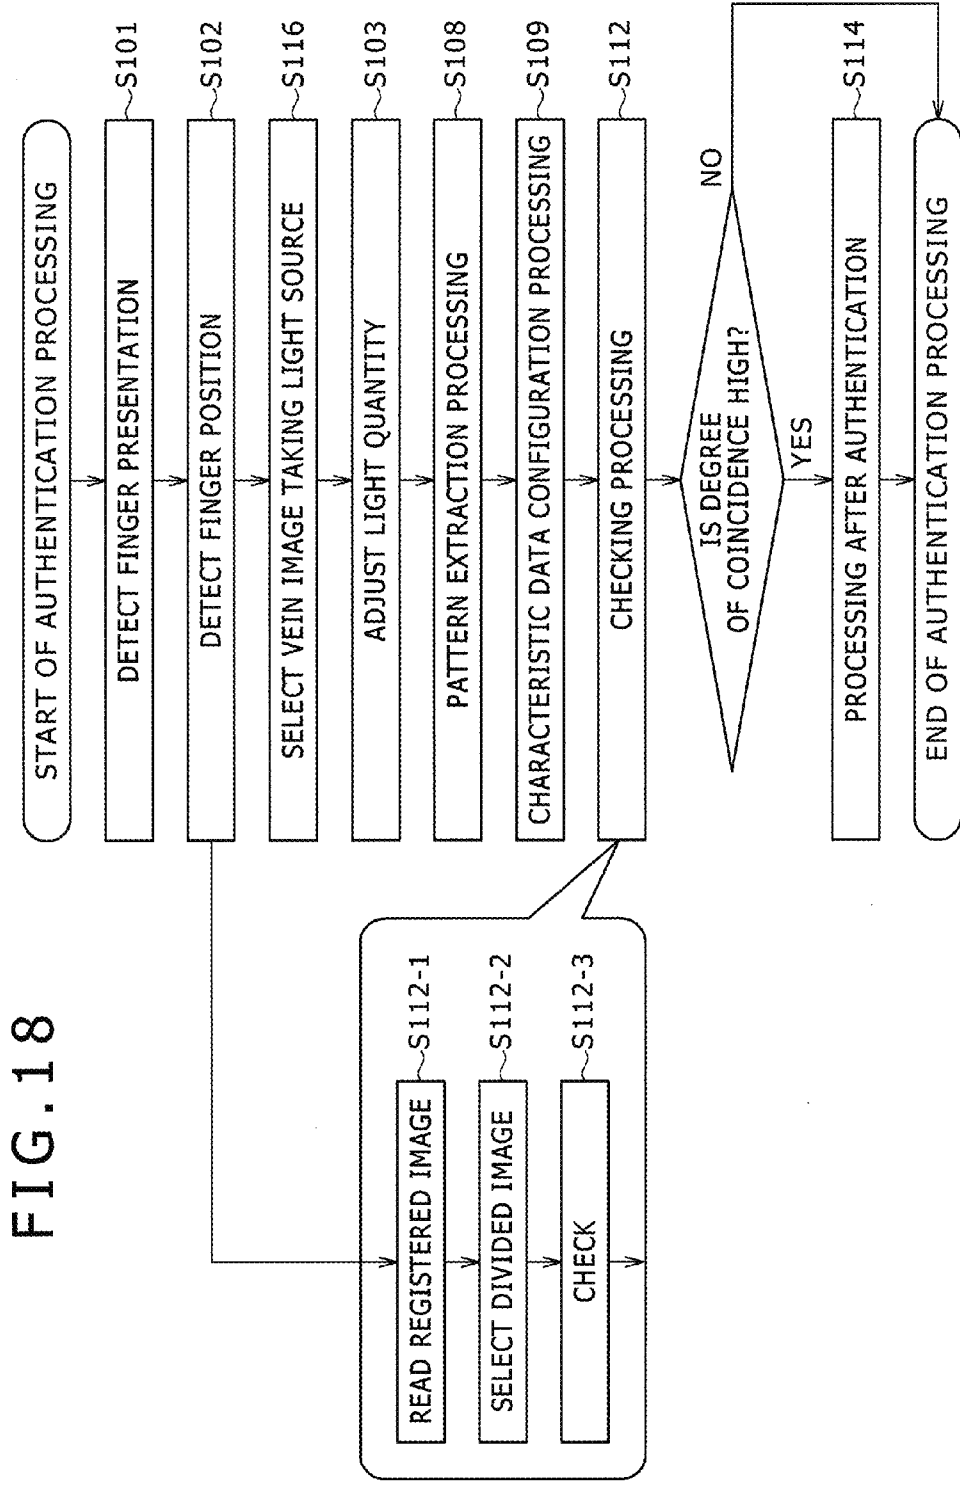 FIG.18
START OF AUTHENTICATION PROCESSING
DETECT FINGER PRESENTATION
S101
DETECT FINGER POSITION
S102
SELECT VEIN IMAGE TAKING LIGHT SOURCE
S116
ADJUST LIGHT QUANTITY
S103
PATTERN EXTRACTION PROCESSING
S108
CHARACTERISTIC DATA CONFIGURATION PROCESSING
S109
CHECKING PROCESSING
S112
READ REGISTERED IMAGE
S112-1
SELECT DIVIDED IMAGE
S112-2
CHECK
S112-3
IS DEGREE
OF COINCIDENCE HIGH?
NO
YES
PROCESSING AFTER AUTHENTICATION
S114
END OF AUTHENTICATION PROCESSING